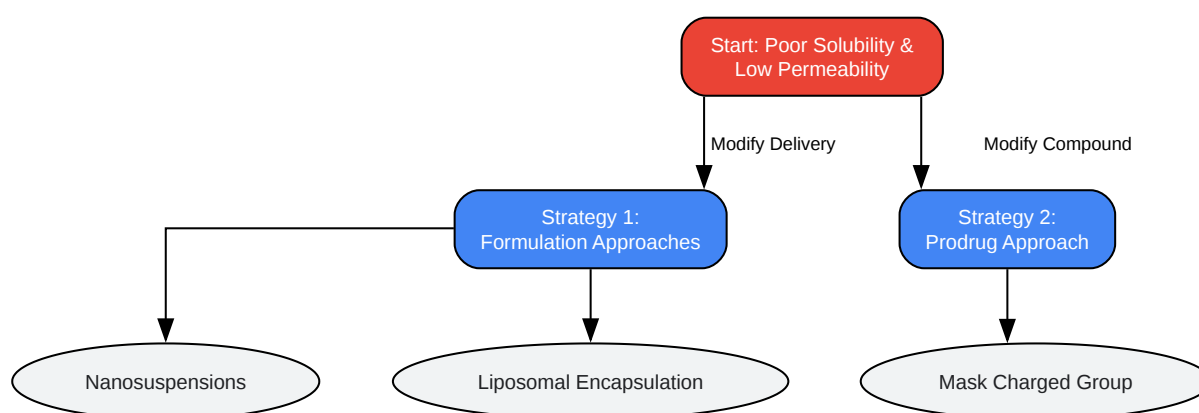 Start: Poor Solubility &
Low Permeability
Modify Delivery
Modify Compound
Strategy 1:
Formulation Approaches
Strategy 2:
Prodrug Approach
Nanosuspensions
Liposomal Encapsulation
Mask Charged Group